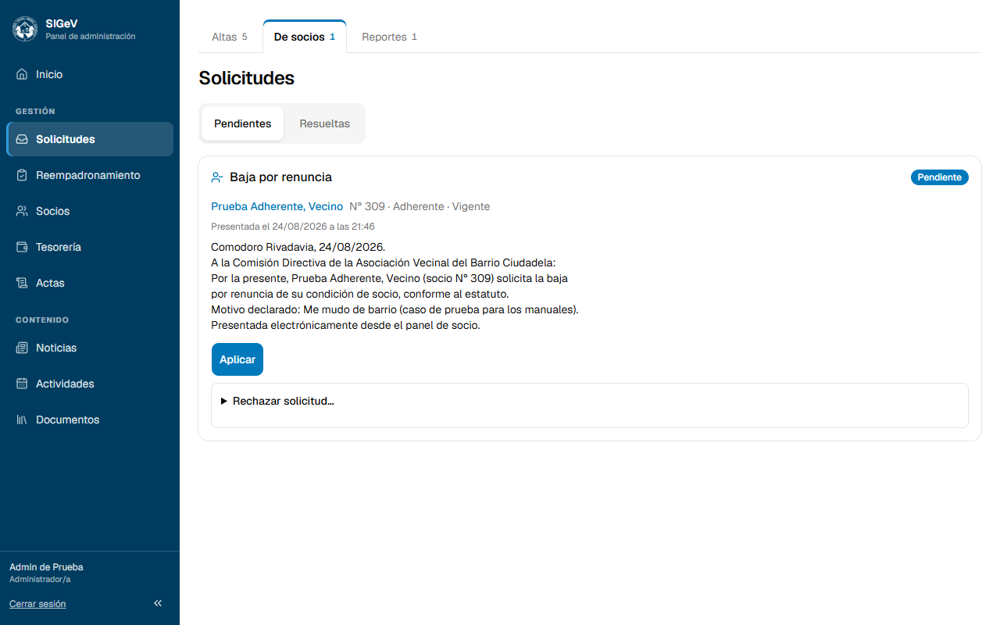 SIGeV
Panel de administración
Inicio
GESTIÓN
Solicitudes
Reempadronamiento
Socios
Tesorería
Actas
CONTENIDO
Noticias
Actividades
Documentos
Admin de Prueba
Administrador/a
Cerrar sesión
Altas 5
De socios 1
Reportes 1
Solicitudes
Pendientes
Resueltas
Baja por renuncia
Pendiente
Prueba Adherente, Vecino N° 309 · Adherente · Vigente
Presentada el 24/08/2026 a las 21:46
Comodoro Rivadavia, 24/08/2026.
A la Comisión Directiva de la Asociación Vecinal del Barrio Ciudadela:
Por la presente, Prueba Adherente, Vecino (socio N° 309) solicita la baja
por renuncia de su condición de socio, conforme al estatuto.
Motivo declarado: Me mudo de barrio (caso de prueba para los manuales).
Presentada electrónicamente desde el panel de socio.
Aplicar
Rechazar solicitud...